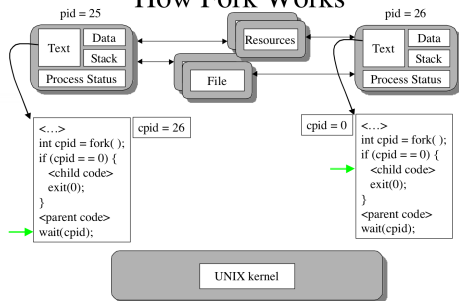 How Fork Works
pid = 25
pid = 26
Text
Data
Stack
Process Status
Resources
File
Text
Data
Stack
Process Status
<…>
int cpid = fork( );
if (cpid = = 0) {
<child code>
exit(0);
}
<parent code>
wait(cpid);
cpid = 26
cpid = 0
<…>
int cpid = fork( );
if (cpid = = 0) {
<child code>
exit(0);
}
<parent code>
wait(cpid);
UNIX kernel